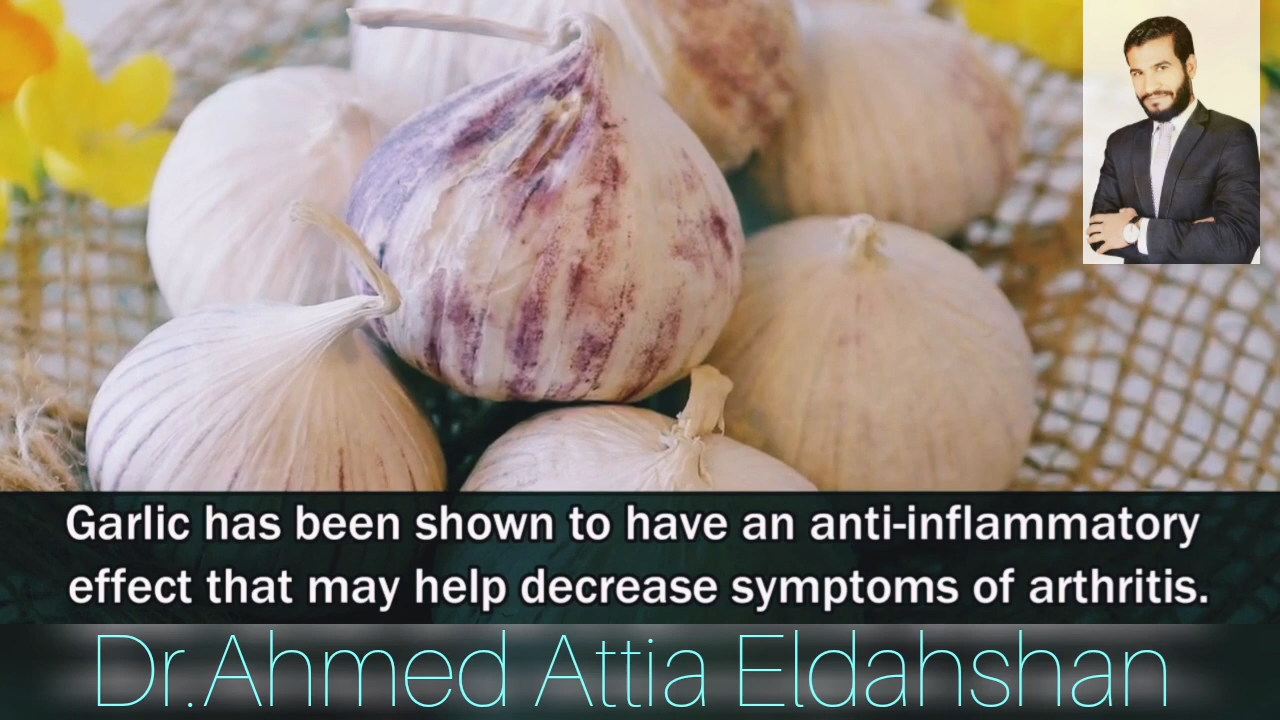 Garlic has been shown to have an anti-inflammatory
effect that may help decrease symptoms of arthritis.
Dr.Ahmed Attia Eldahshan